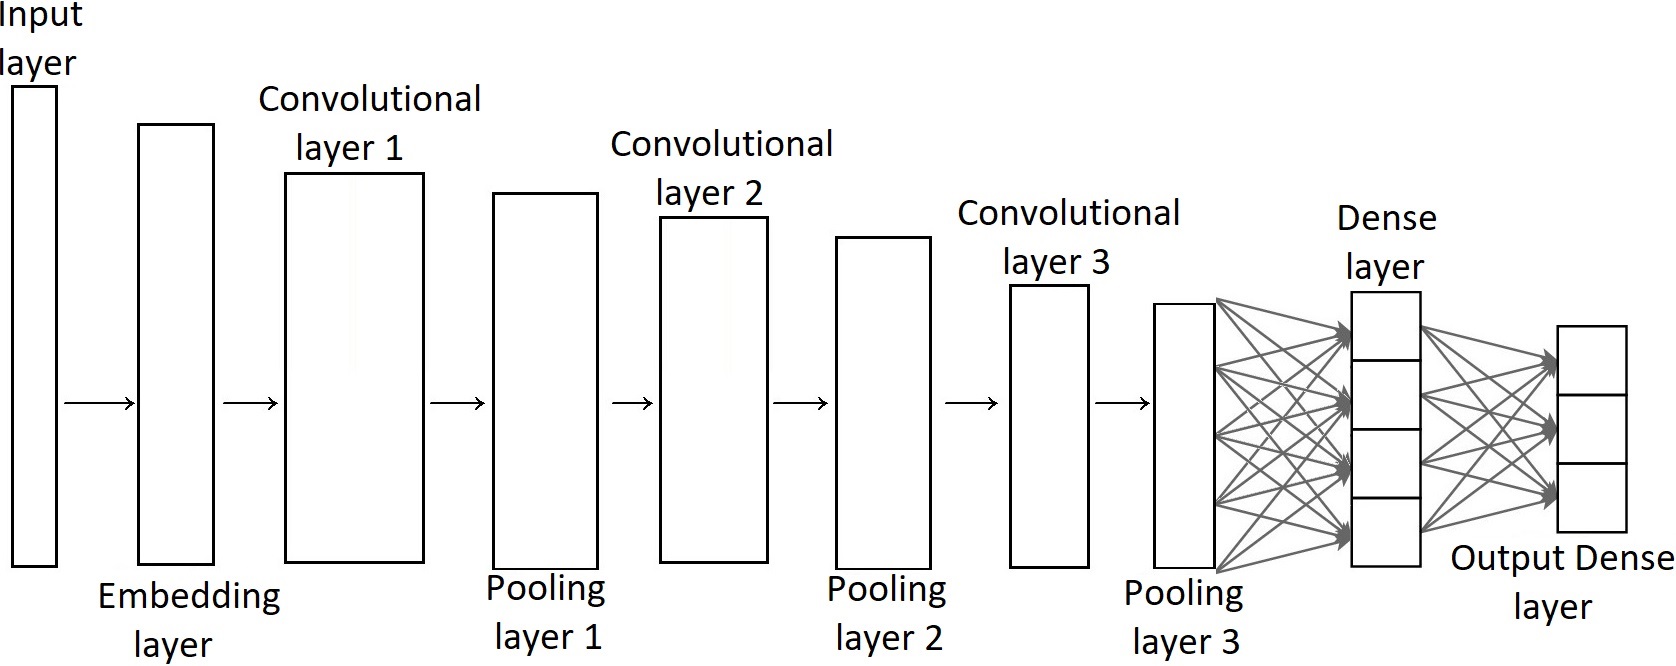 Input
layer
Embedding
layer
Convolutional
layer 1
Pooling
layer 1
Convolutional
layer 2
Pooling
layer 2
Convolutional
layer 3
Pooling
layer 3
Dense
layer
Output Dense
layer